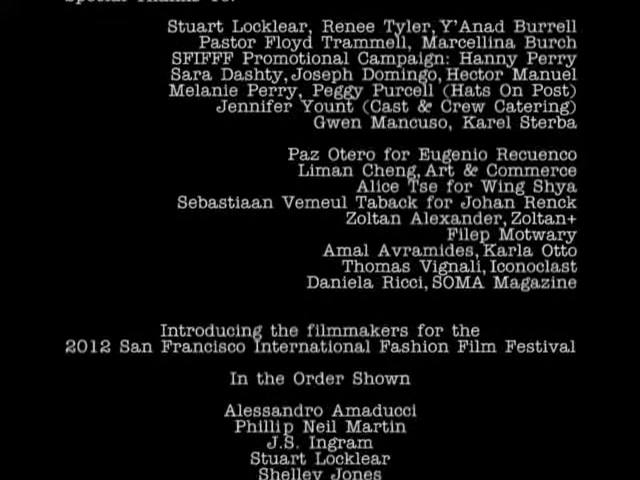 Special Thanks To:
Stuart Locklear, Renee Tyler, Y'Anad Burrell
Pastor Floyd Trammell, Marcellina Burch
SFIFFF Promotional Campaign: Hanny Perry
Sara Dashty, Joseph Domingo, Hector Manuel
Melanie Perry, Peggy Purcell (Hats On Post)
Jennifer Yount (Cast & Crew Catering)
Gwen Mancuso, Karel Sterba
Paz Otero for Eugenio Recuenco
Liman Cheng, Art & Commerce
Alice Tse for Wing Shya
Sebastiaan Vemeul Taback for Johan Renck
Zoltan Alexander, Zoltan+
Filep Motwary
Amal Avramides, Karla Otto
Thomas Vignali, Iconoclast
Daniela Ricci, SOMA Magazine
Introducing the filmmakers for the
2012 San Francisco International Fashion Film Festival
In the Order Shown
Alessandro Amaducci
Phillip Neil Martin
J.S. Ingram
Stuart Locklear
Shelley Jones